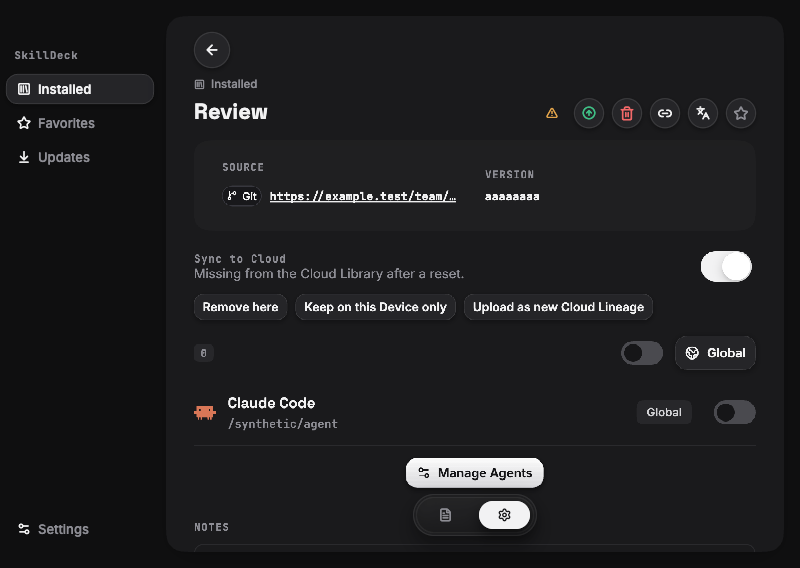 SkillDeck
Installed
Favorites
Updates
Settings
Installed
Review
SOURCE
Git https://example.test/team/…
VERSION
aaaaaaaa
Sync to Cloud
Missing from the Cloud Library after a reset.
Remove here
Keep on this Device only
Upload as new Cloud Lineage
0
Global
Claude Code
/synthetic/agent
Global
Manage Agents
NOTES